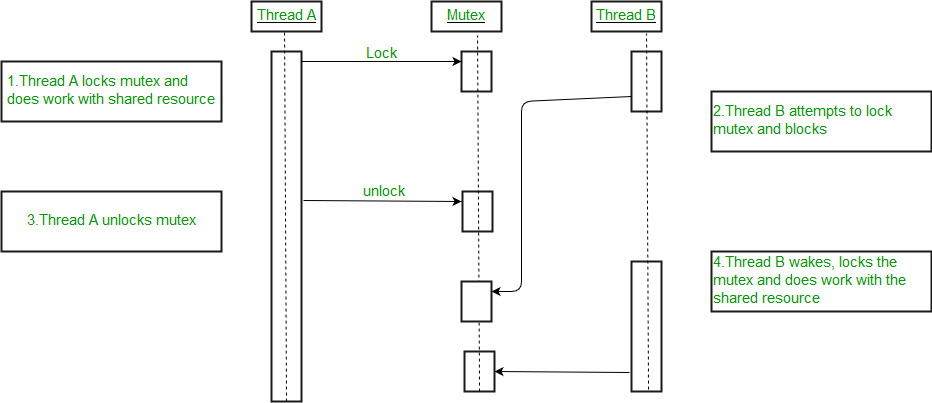 Thread A
Mutex
Thread B
Lock
1.Thread A locks mutex and
does work with shared resource
2.Thread B attempts to lock
mutex and blocks
unlock
3.Thread A unlocks mutex
4.Thread B wakes, locks the
mutex and does work with the
shared resource